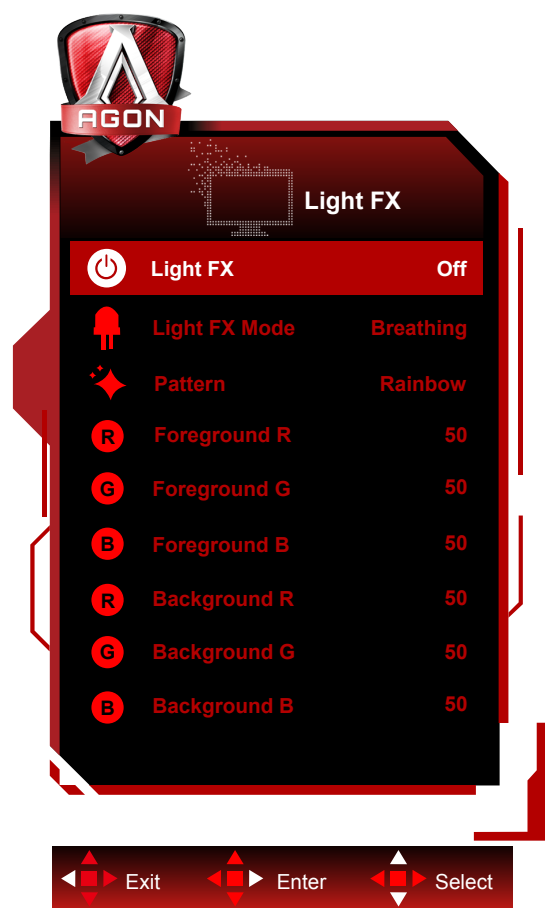 AGON
Light FX
Light FX Off
Light FX Mode Breathing
Pattern Rainbow
R Foreground R 50
G Foreground G 50
B Foreground B 50
R Background R 50
G Background G 50
B Background B 50
Exit Enter Select